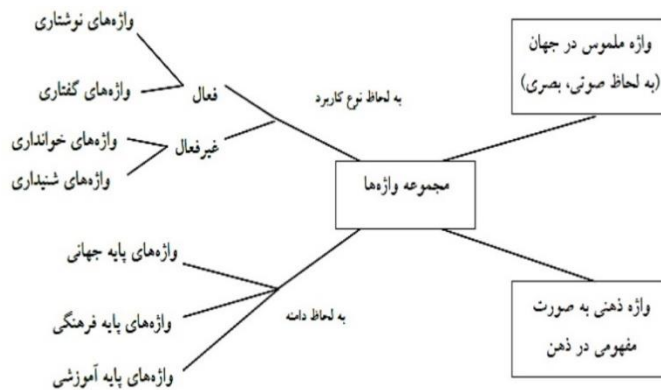 واژه ملموس در جهان
(به لحاظ صوتی، بصری)
مجموعه واژه‌ها
واژه ذهنی به صورت
مفهومی در ذهن
به لحاظ نوع کاربرد
فعال
واژه‌های نوشتاری
واژه‌های گفتاری
غیرفعال
واژه‌های خوانداری
واژه‌های شنیداری
به لحاظ دامنه
واژه‌های پایه جهانی
واژه‌های پایه فرهنگی
واژه‌های پایه آموزشی